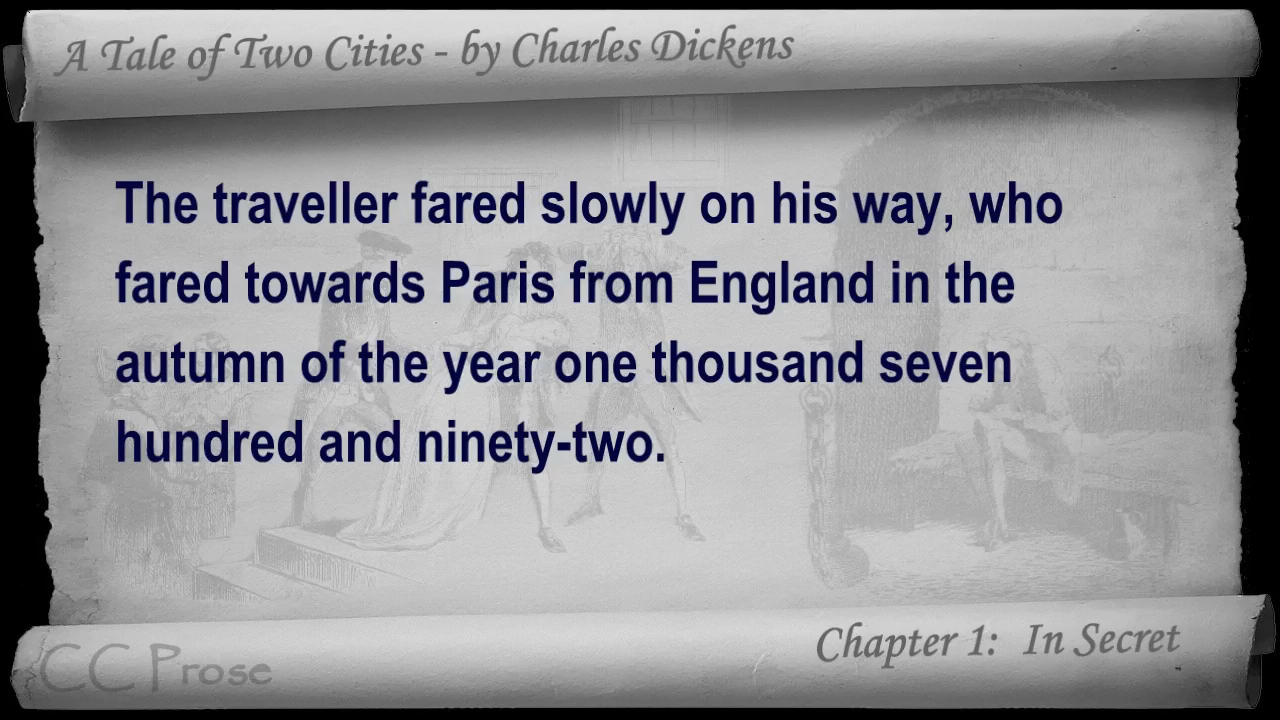 A Tale of Two Cities - by Charles Dickens
The traveller fared slowly on his way, who
fared towards Paris from England in the
autumn of the year one thousand seven
hundred and ninety-two.
Chapter 1: In Secret
CC Prose